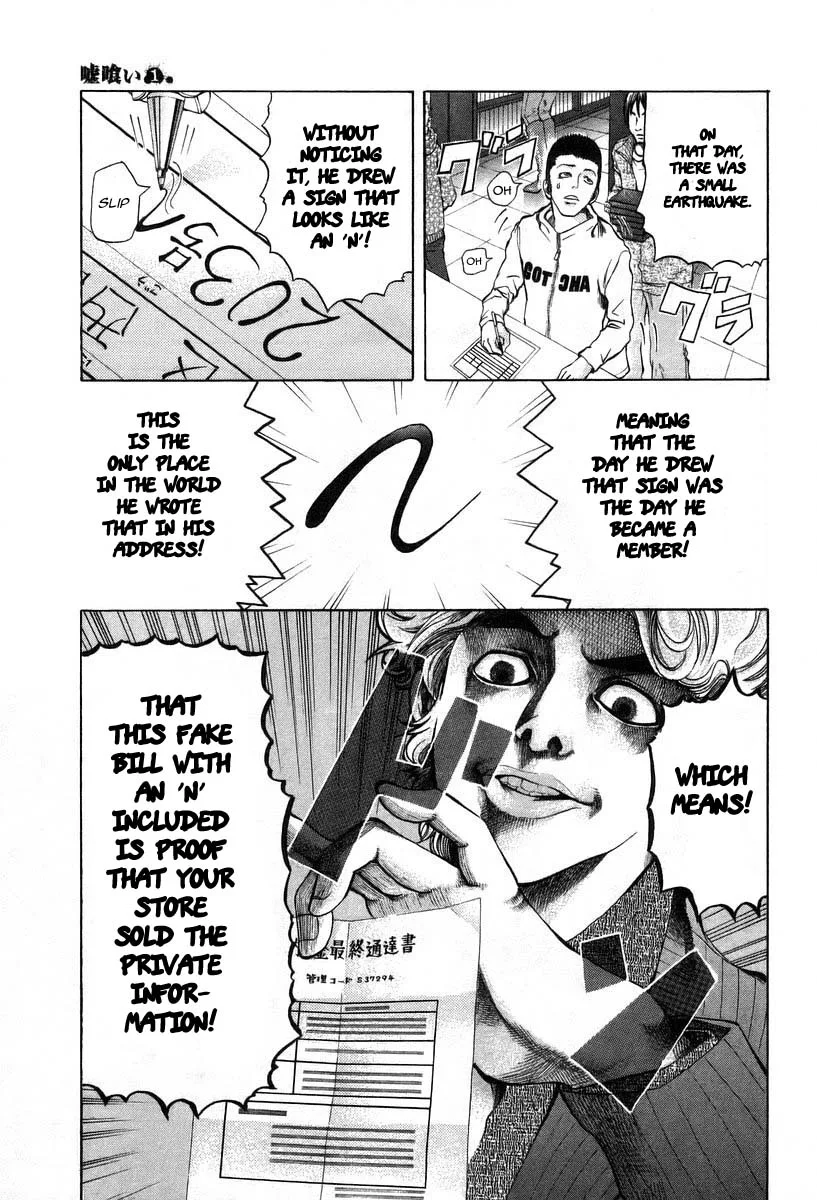 嘘喰い1.
ON
THAT DAY,
THERE WAS
A SMALL
EARTHQUAKE.
グラ
OH
OH
GOTCHA
グラ
WITHOUT
NOTICING
IT, HE DREW
A SIGN THAT
LOOKS LIKE
AN 'N'!
SLIP
203号
MEANING
THAT THE
DAY HE DREW
THAT SIGN WAS
THE DAY HE
BECAME A
MEMBER!
THIS
IS THE
ONLY PLACE
IN THE WORLD
HE WROTE
THAT IN HIS
ADDRESS!
WHICH
MEANS!
THAT
THIS FAKE
BILL WITH
AN 'N'
INCLUDED
IS PROOF
THAT YOUR
STORE
SOLD THE
PRIVATE
INFOR-
MATION!
金最終通達書
管理コード S37294